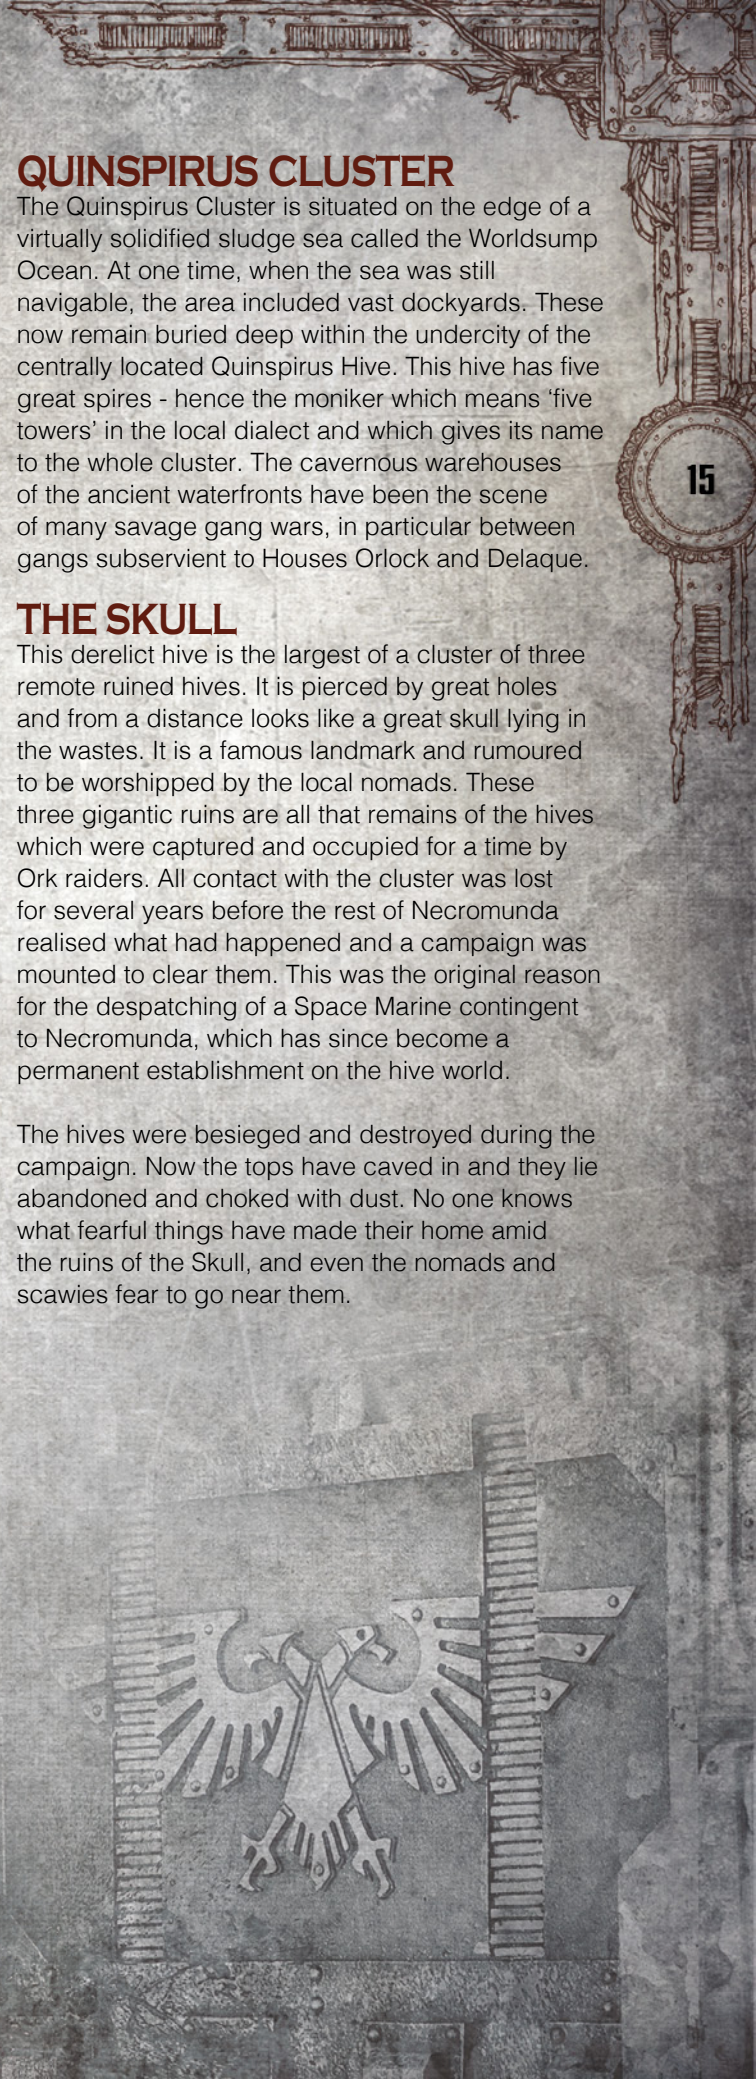 QUINSPIRUS CLUSTER
The Quinspirus Cluster is situated on the edge of a
virtually solidified sludge sea called the Worldsump
Ocean. At one time, when the sea was still
navigable, the area included vast dockyards. These
now remain buried deep within the undercity of the
centrally located Quinspirus Hive. This hive has five
great spires - hence the moniker which means ‘five
towers’ in the local dialect and which gives its name
to the whole cluster. The cavernous warehouses
of the ancient waterfronts have been the scene
of many savage gang wars, in particular between
gangs subservient to Houses Orlock and Delaque.
15
THE SKULL
This derelict hive is the largest of a cluster of three
remote ruined hives. It is pierced by great holes
and from a distance looks like a great skull lying in
the wastes. It is a famous landmark and rumoured
to be worshipped by the local nomads. These
three gigantic ruins are all that remains of the hives
which were captured and occupied for a time by
Ork raiders. All contact with the cluster was lost
for several years before the rest of Necromunda
realised what had happened and a campaign was
mounted to clear them. This was the original reason
for the despatching of a Space Marine contingent
to Necromunda, which has since become a
permanent establishment on the hive world.
The hives were besieged and destroyed during the
campaign. Now the tops have caved in and they lie
abandoned and choked with dust. No one knows
what fearful things have made their home amid
the ruins of the Skull, and even the nomads and
scawies fear to go near them.